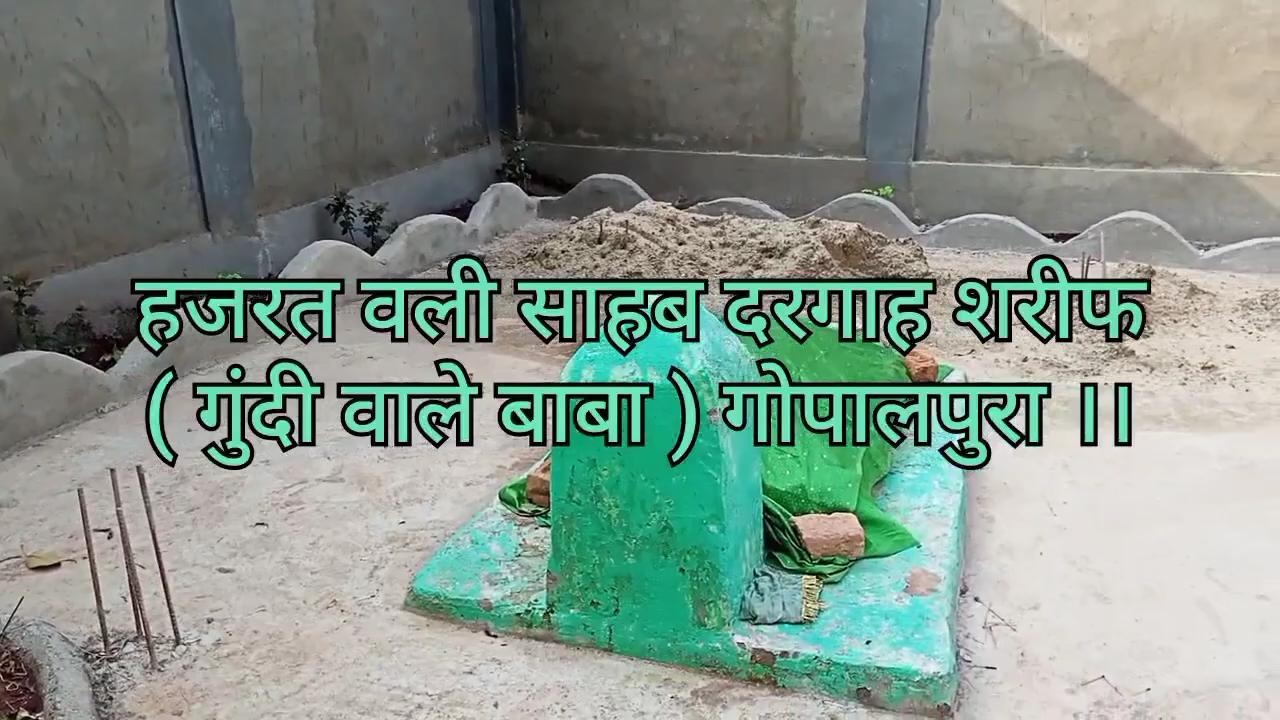 हजरत वली साहब दरगाह शरीफ
( गुंदी वाले बाबा ) गोपालपुरा ।।